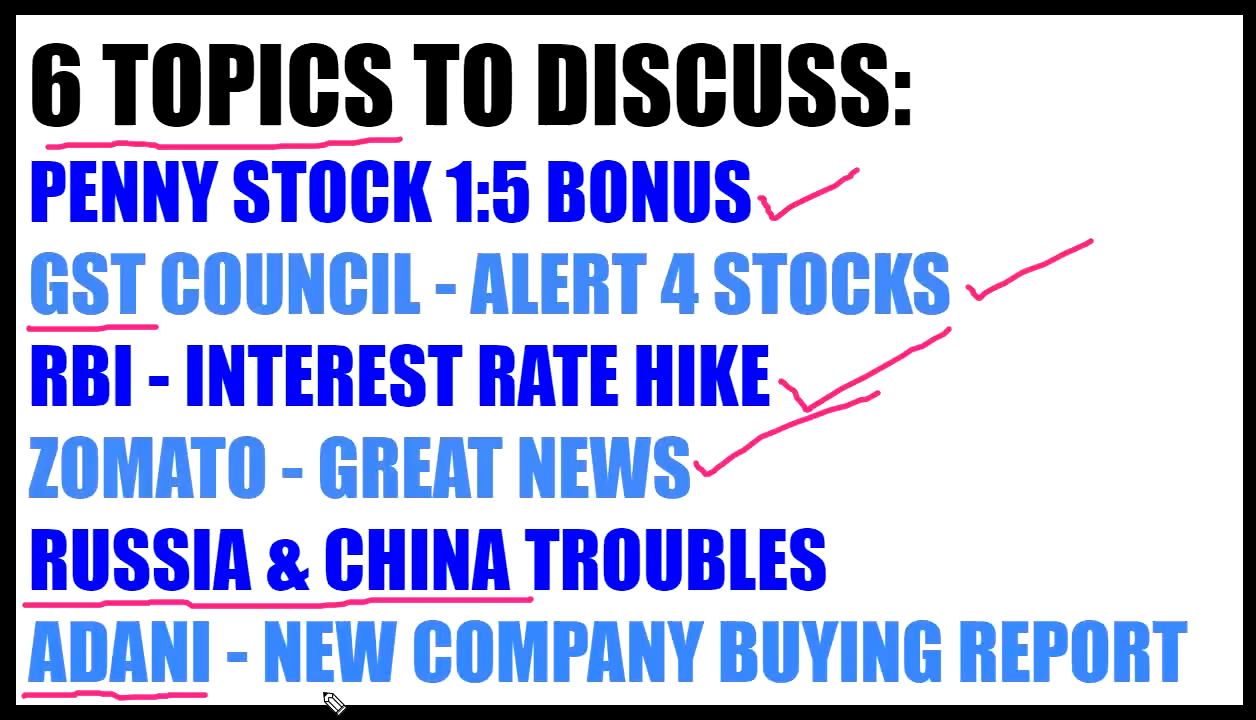 6 TOPICS TO DISCUSS:
PENNY STOCK 1:5 BONUS
GST COUNCIL - ALERT 4 STOCKS
RBI - INTEREST RATE HIKE
ZOMATO - GREAT NEWS
RUSSIA & CHINA TROUBLES
ADANI - NEW COMPANY BUYING REPORT